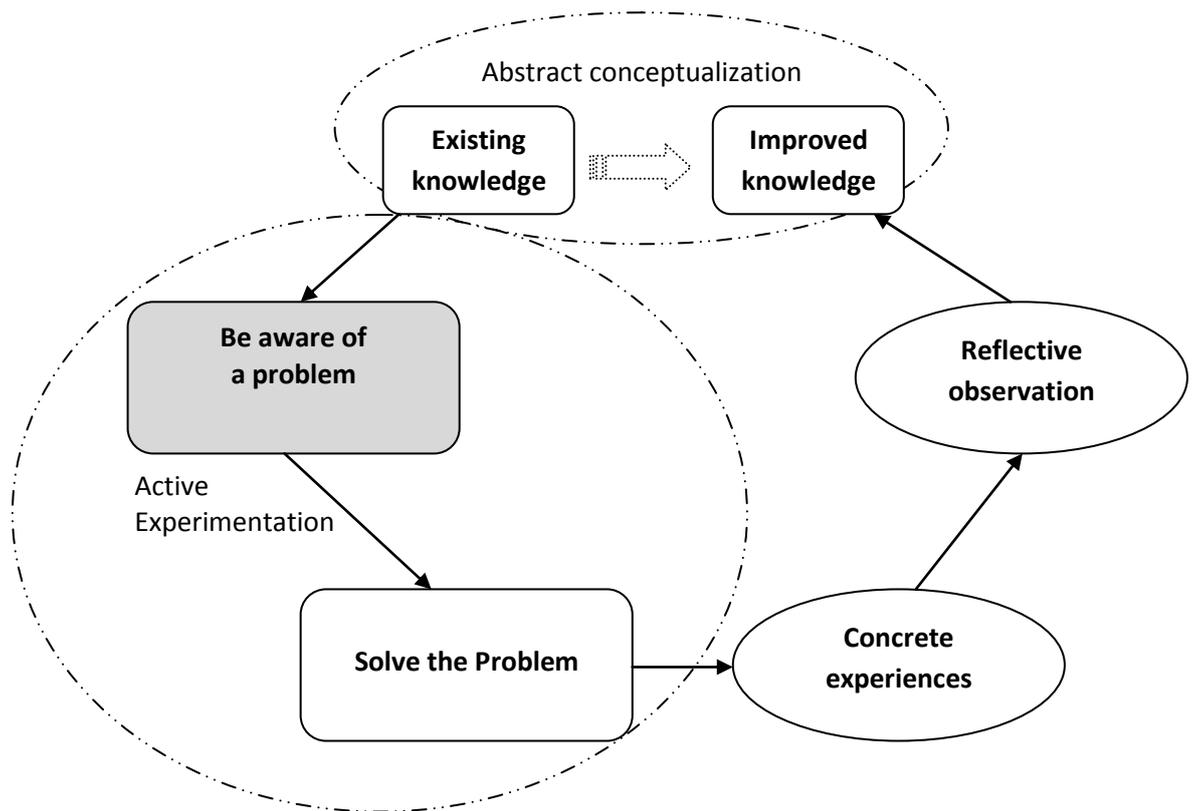 Abstract conceptualization
Existing
knowledge
Improved
knowledge
Be aware of
a problem
Reflective
observation
Active
Experimentation
Solve the Problem
Concrete
experiences